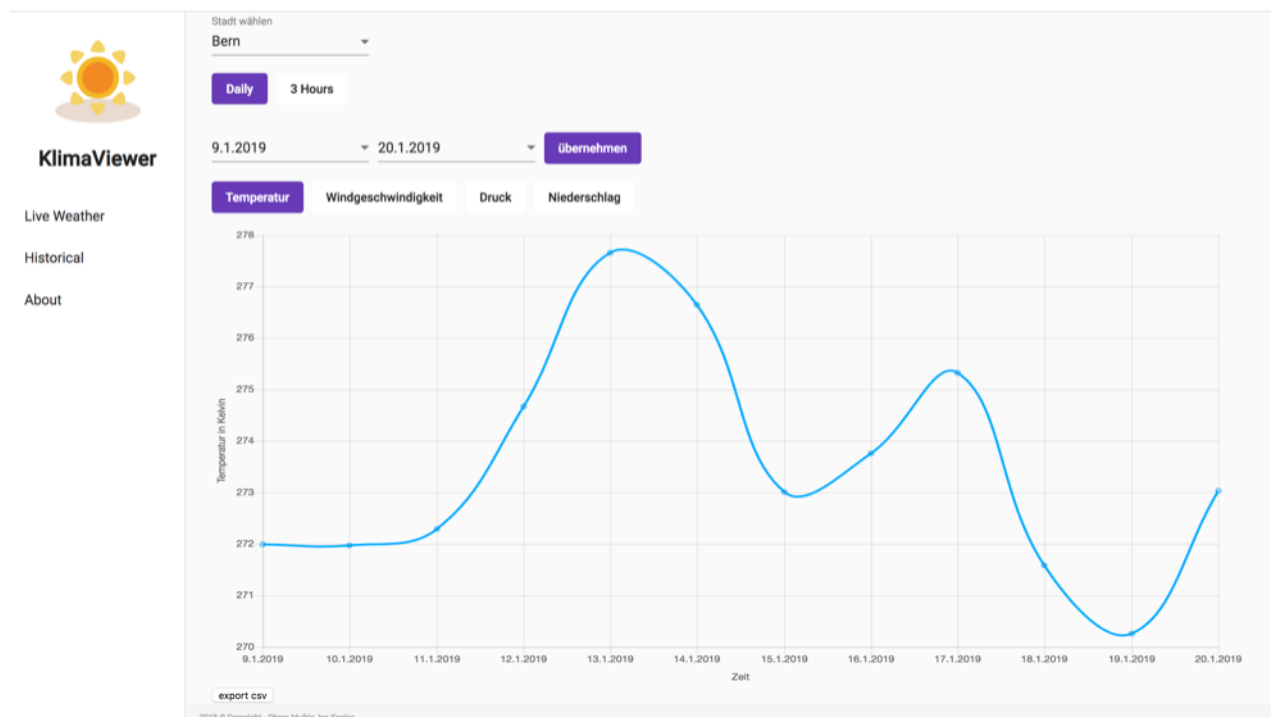 Stadt wählen
Bern
Daily 3 Hours
KlimaViewer
9.1.2019 20.1.2019 übernehmen
Temperatur Windgeschwindigkeit Druck Niederschlag
Live Weather
Historical
About
278
277
276
275
274
273
272
271
270
Temperatur in Kelvin
9.1.2019 10.1.2019 11.1.2019 12.1.2019 13.1.2019 14.1.2019 15.1.2019 16.1.2019 17.1.2019 18.1.2019 19.1.2019 20.1.2019
Zeit
export csv